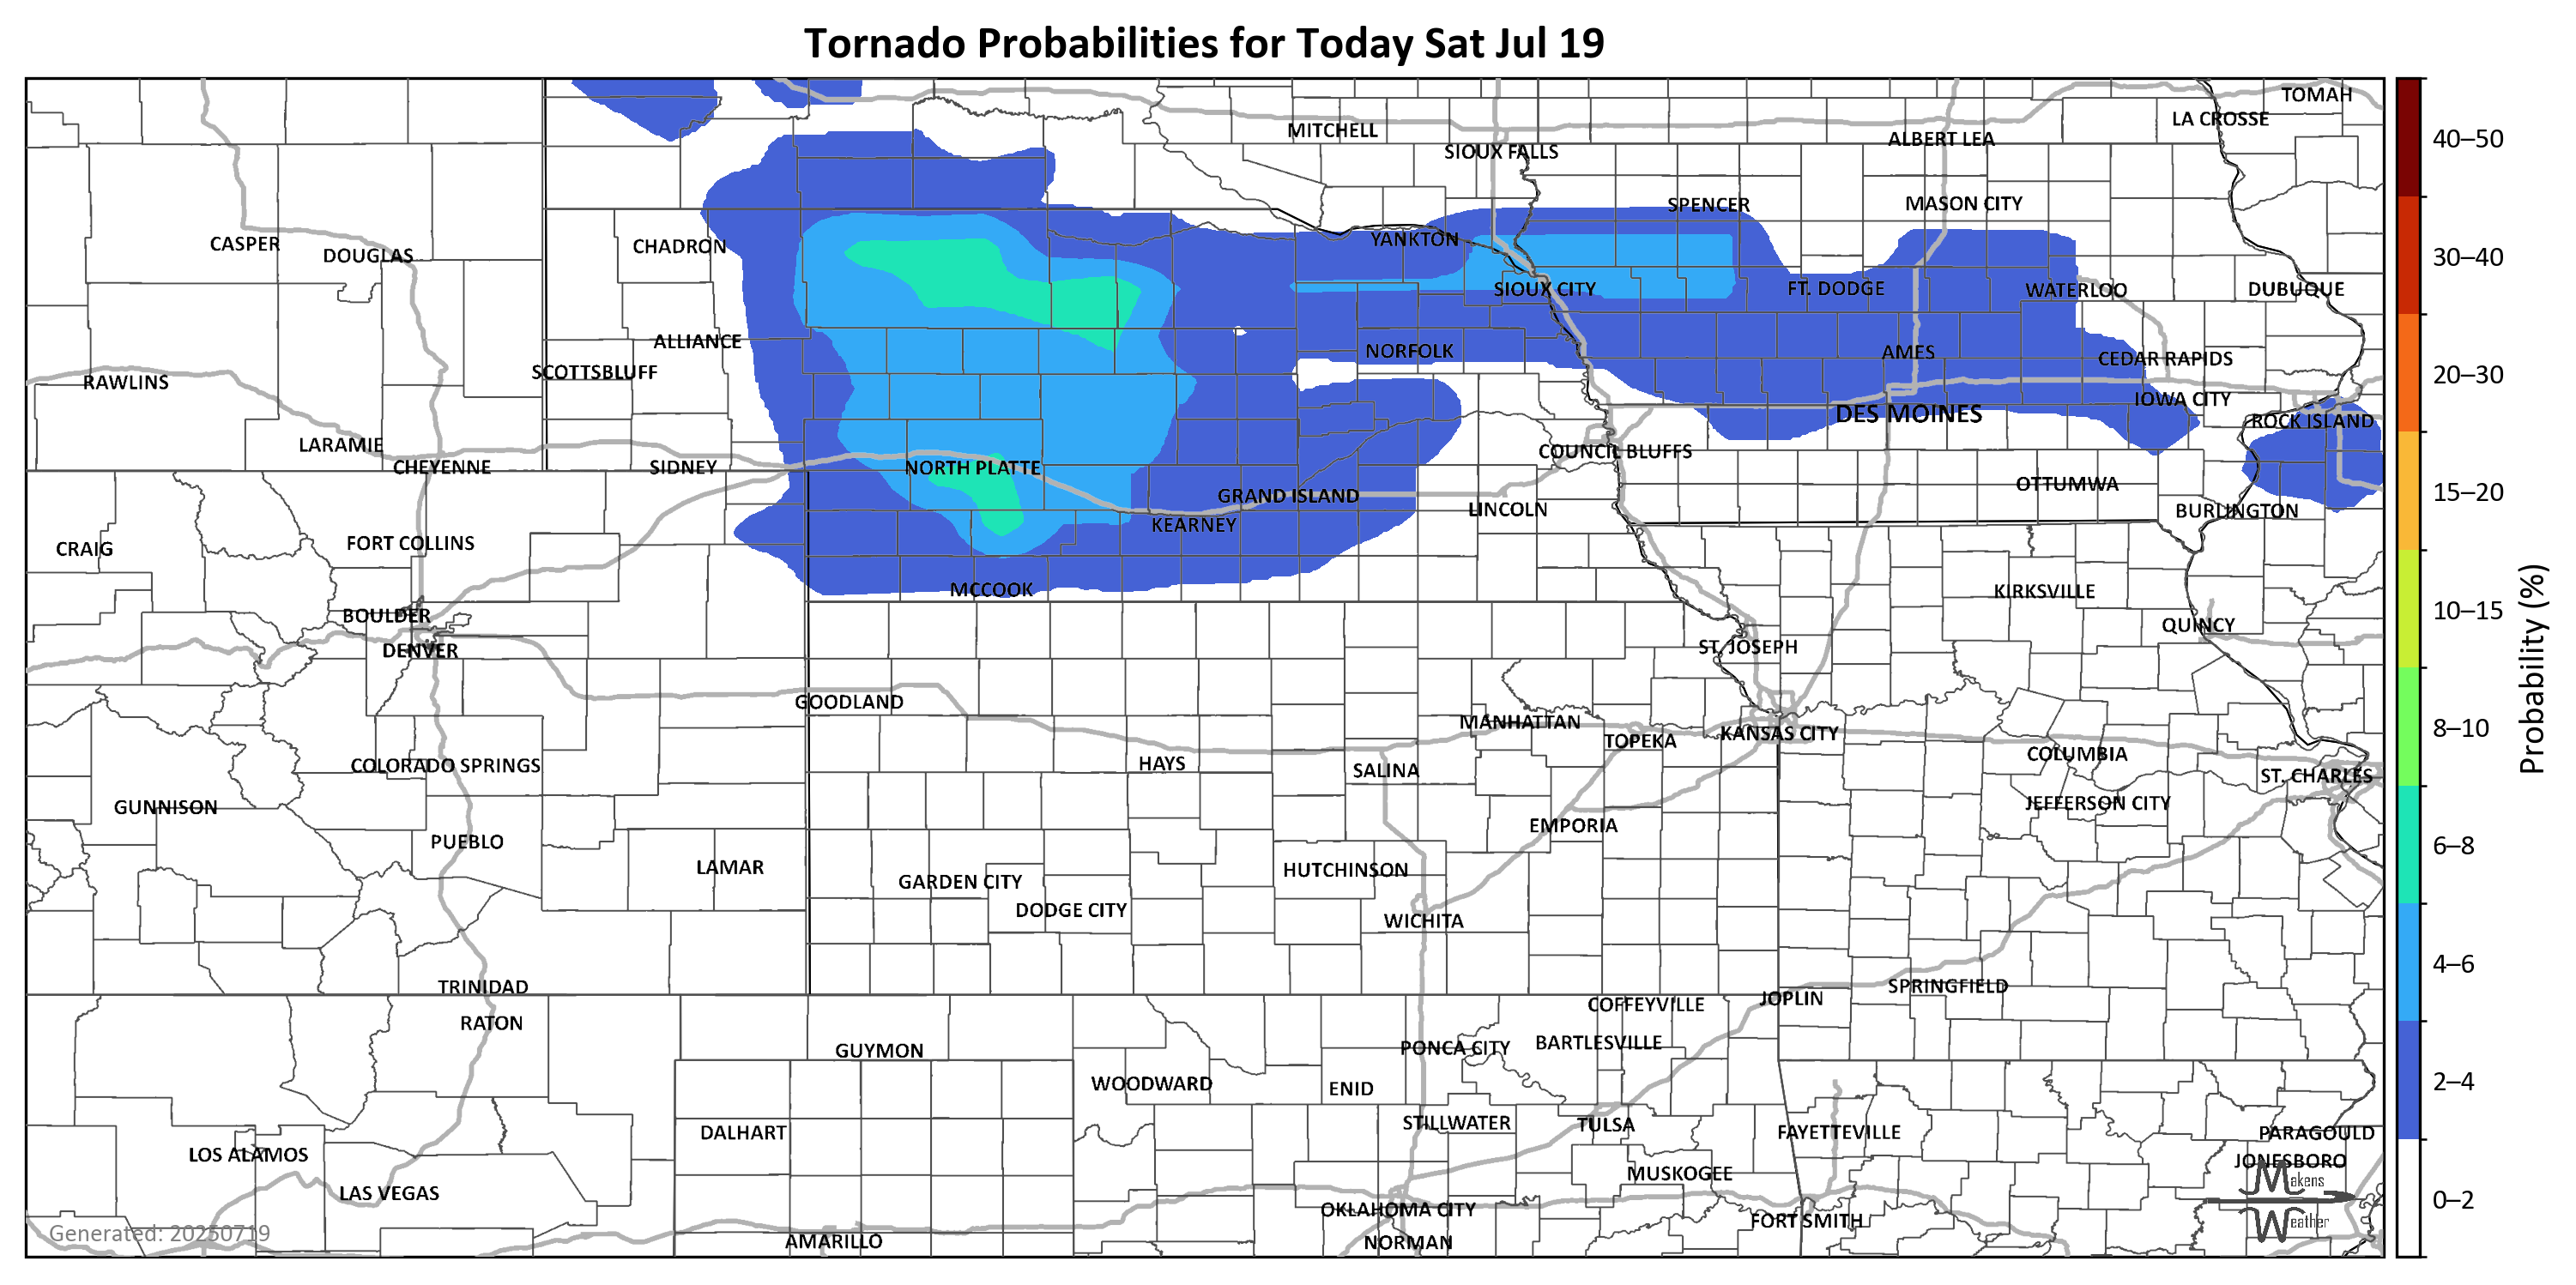 Tornado Probabilities for Today Sat Jul 19
TOMAH
LA CROSSE
MITCHELL
ALBERT LEA
SIOUX FALLS
SPENCER
MASON CITY
YANKTON
CASPER
DOUGLAS
CHADRON
SIOUX CITY
FT. DODGE
WATERLOO
DUBUQUE
ALLIANCE
NORFOLK
AMES
CEDAR RAPIDS
SCOTTSBLUFF
RAWLINS
IOWA CITY
DES MOINES
ROCK ISLAND
LARAMIE
COUNCIL BLUFFS
CHEYENNE
SIDNEY
NORTH PLATTE
OTTUMWA
GRAND ISLAND
LINCOLN
BURLINGTON
KEARNEY
CRAIG
FORT COLLINS
MCCOOK
KIRKSVILLE
BOULDER
QUINCY
DENVER
ST. JOSEPH
GOODLAND
MANHATTAN
TOPEKA
KANSAS CITY
COLUMBIA
COLORADO SPRINGS
HAYS
SALINA
ST. CHARLES
GUNNISON
JEFFERSON CITY
EMPORIA
PUEBLO
LAMAR
HUTCHINSON
GARDEN CITY
DODGE CITY
WICHITA
TRINIDAD
SPRINGFIELD
JOPLIN
COFFEYVILLE
RATON
GUYMON
PONCA CITY
BARTLESVILLE
WOODWARD
ENID
STILLWATER
TULSA
DALHART
FAYETTEVILLE
PARAGOULD
LOS ALAMOS
JONESBORO
MUSKOGEE
LAS VEGAS
OKLAHOMA CITY
FORT SMITH
AMARILLO
NORMAN
Generated: 20250719
Makens
Weather
40–50
30–40
20–30
15–20
10–15
8–10
6–8
4–6
2–4
0–2
Probability (%)